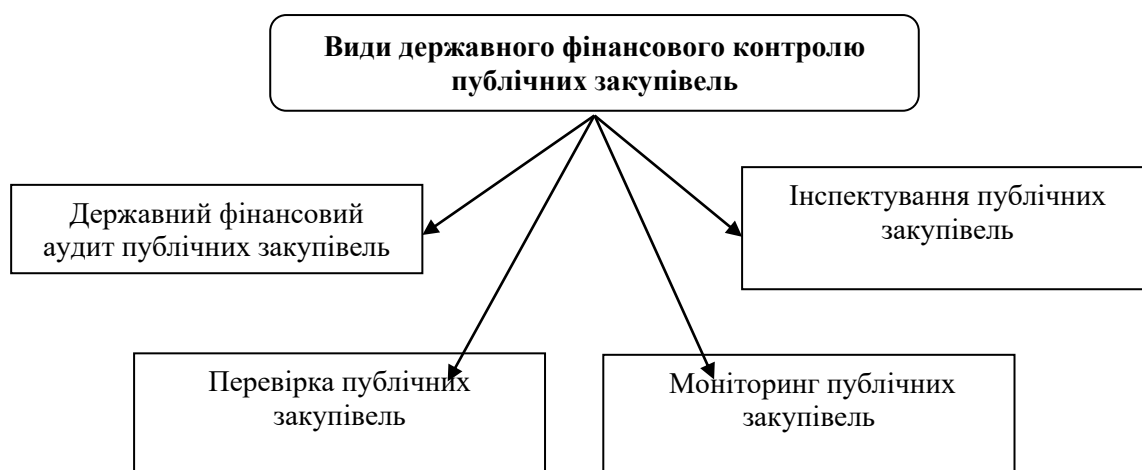 Види державного фінансового контролю
публічних закупівель
Державний фінансовий
аудит публічних закупівель
Інспектування публічних
закупівель
Перевірка публічних
закупівель
Моніторинг публічних
закупівель